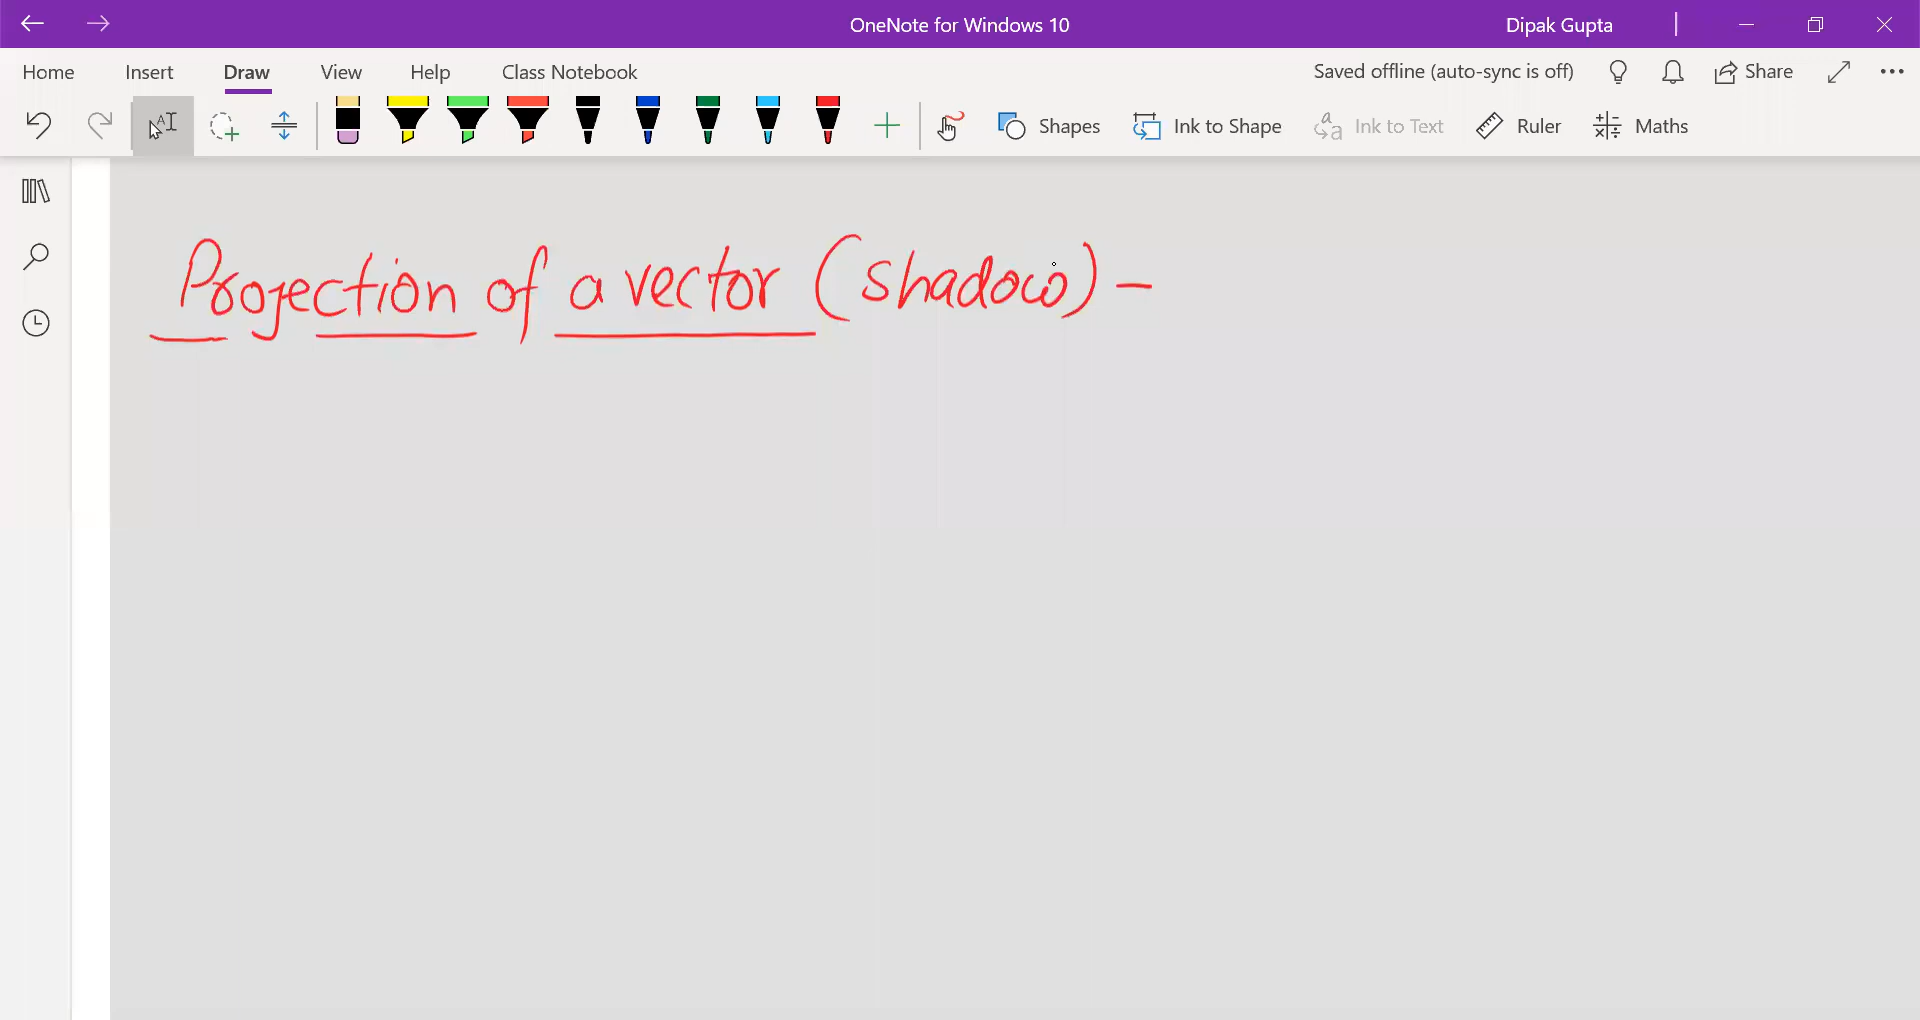 OneNote for Windows 10
Dipak Gupta
Home Insert Draw View Help Class Notebook Saved offline (auto-sync is off) Share
Shapes Ink to Shape Ink to Text Ruler Maths
Projection of a vector (shadow) -